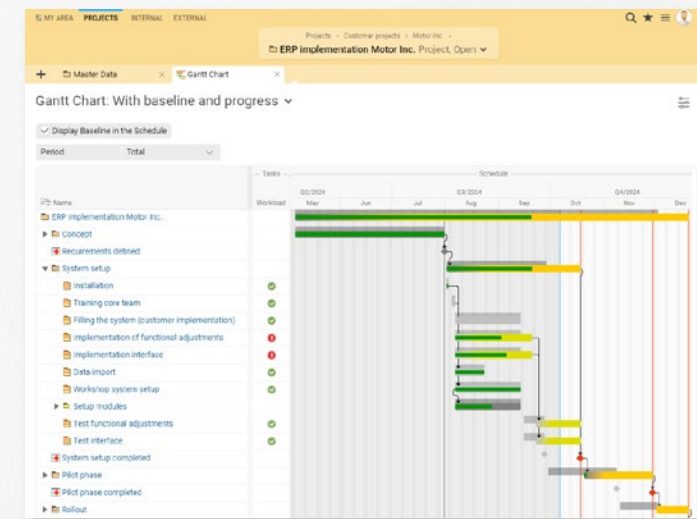 MY AREA PROJECTS INTERNAL EXTERNAL
Projects Customer projects Motor Inc.
ERP implementation Motor Inc. Project, Open
Master Data Gantt Chart
Gantt Chart: With baseline and progress
Display Baseline in the Schedule
Period Total
Tasks Schedule
Q2/2024 Q3/2024 Q4/2024
Name Workload May Jun Jul Aug Sep Oct Nov Dec
ERP implementation Motor Inc.
Concept
Requirements defined
System setup
Installation
Training core team
Filling the system (customer implementation)
Implementation of functional adjustments
Implementation interface
Data import
Workshop system setup
Setup modules
Test functional adjustments
Test interface
System setup completed
Pilot phase
Pilot phase completed
Rollout